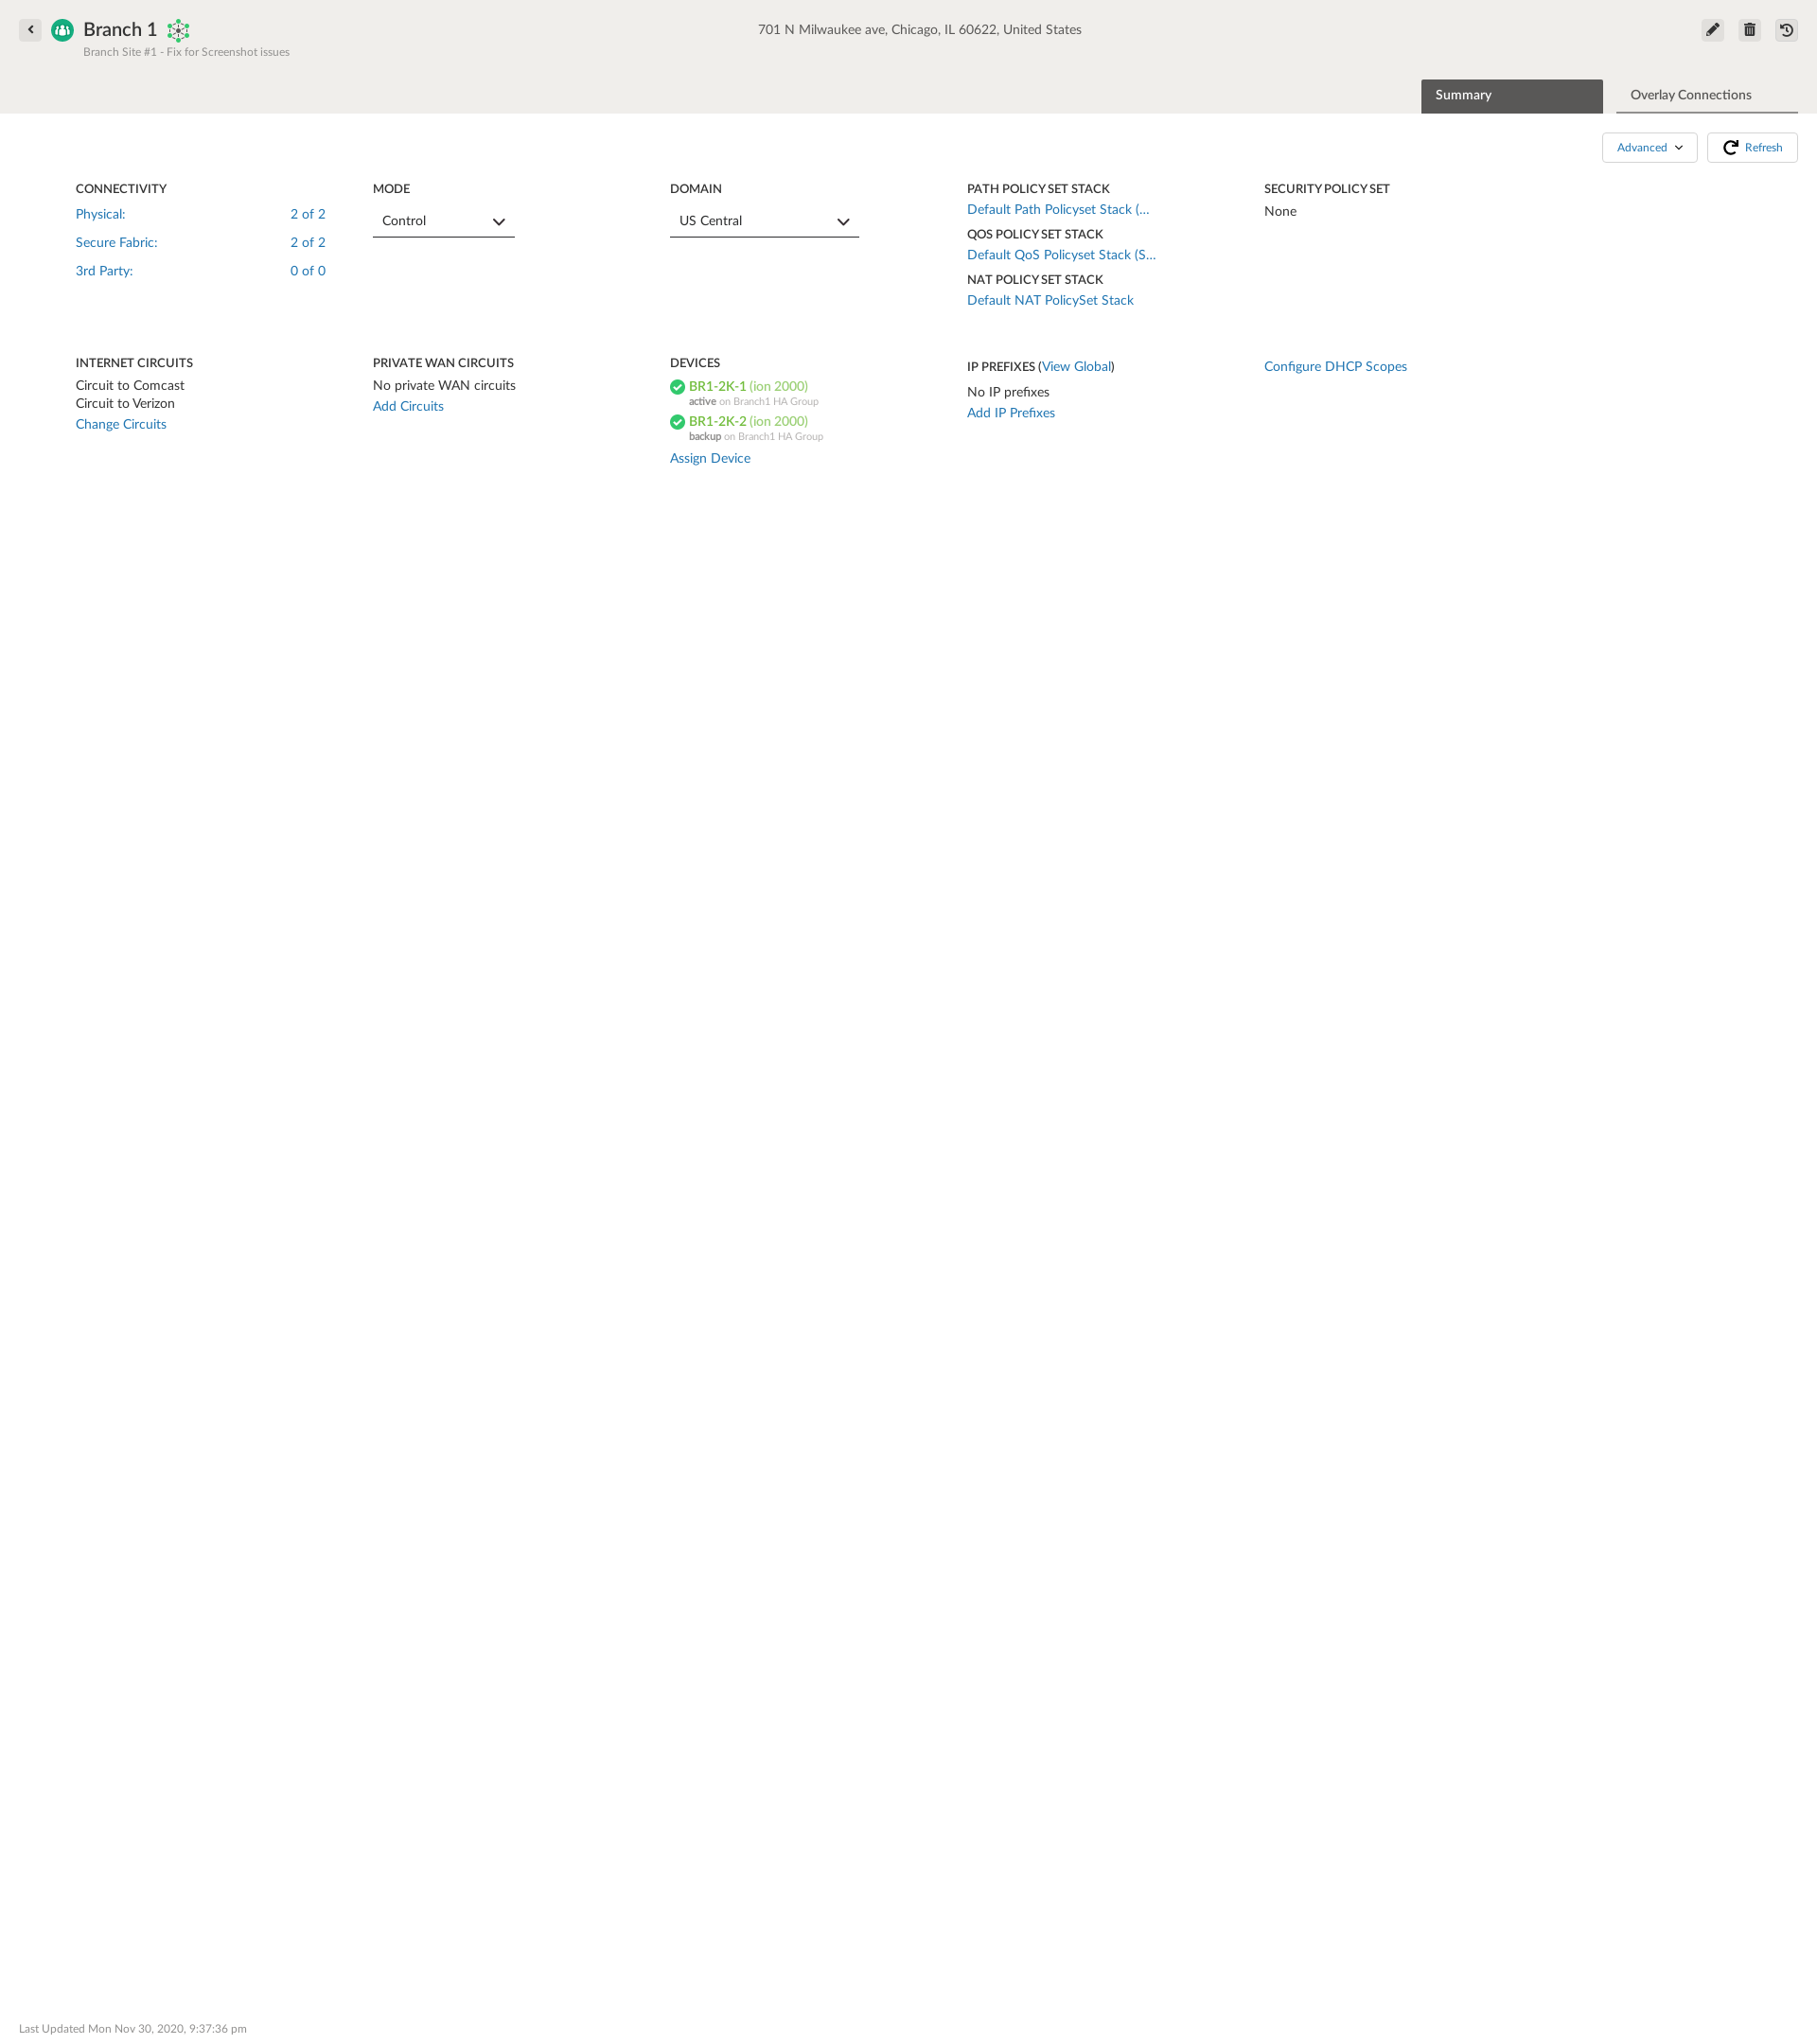 Branch 1
Branch Site #1 - Fix for Screenshot issues
701 N Milwaukee ave, Chicago, IL 60622, United States
Summary
Overlay Connections
Advanced
Refresh
CONNECTIVITY
Physical: 2 of 2
Secure Fabric: 2 of 2
3rd Party: 0 of 0
MODE
Control
DOMAIN
US Central
PATH POLICY SET STACK
Default Path Policyset Stack (...
QOS POLICY SET STACK
Default QoS Policyset Stack (S...
NAT POLICY SET STACK
Default NAT PolicySet Stack
SECURITY POLICY SET
None
INTERNET CIRCUITS
Circuit to Comcast
Circuit to Verizon
Change Circuits
PRIVATE WAN CIRCUITS
No private WAN circuits
Add Circuits
DEVICES
BR1-2K-1 (ion 2000)
active on Branch1 HA Group
BR1-2K-2 (ion 2000)
backup on Branch1 HA Group
Assign Device
IP PREFIXES (View Global)
No IP prefixes
Add IP Prefixes
Configure DHCP Scopes
Last Updated Mon Nov 30, 2020, 9:37:36 pm